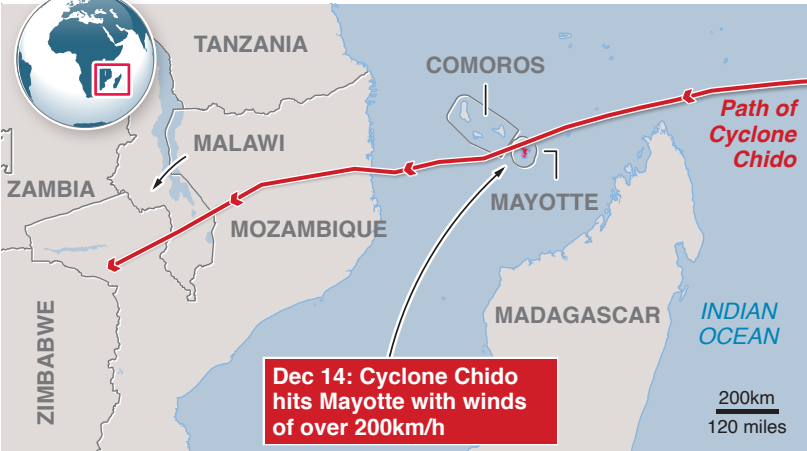 TANZANIA
COMOROS
Path of
Cyclone
Chido
MALAWI
ZAMBIA
MAYOTTE
MOZAMBIQUE
MADAGASCAR
INDIAN
OCEAN
ZIMBABWE
Dec 14: Cyclone Chido
hits Mayotte with winds
of over 200km/h
200km
120 miles